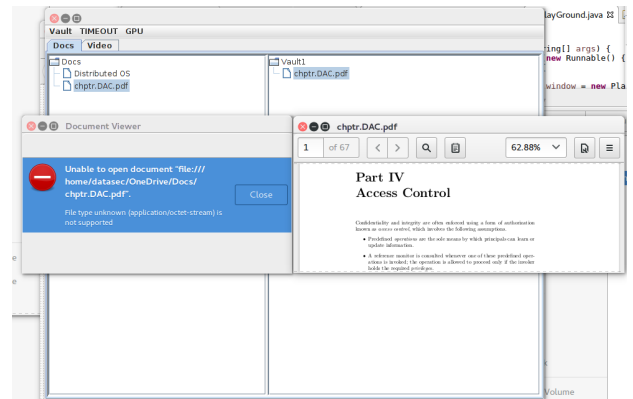 layGround.java
Vault TIMEOUT GPU
Docs Video
ring[] args) {
new Runnable() {
window = new Pla
Docs
Distributed OS
chptr.DAC.pdf
Vault1
chptr.DAC.pdf
Document Viewer
Unable to open document "file:///
home/datasec/OneDrive/Docs/
chptr.DAC.pdf".
File type unknown (application/octet-stream) is
not supported
Close
chptr.DAC.pdf
1 of 67
62.88%
Part IV
Access Control
Confidentiality and integrity are often enforced using a form of authorization
known as access control, which involves the following assumptions
• Predefined operations are the sole means by which principals can learn or
update information.
• A reference monitor is consulted whenever one of these predefined oper-
ations is invoked; the operation is allowed to proceed only if the invoker
holds the required privileges.
Volume